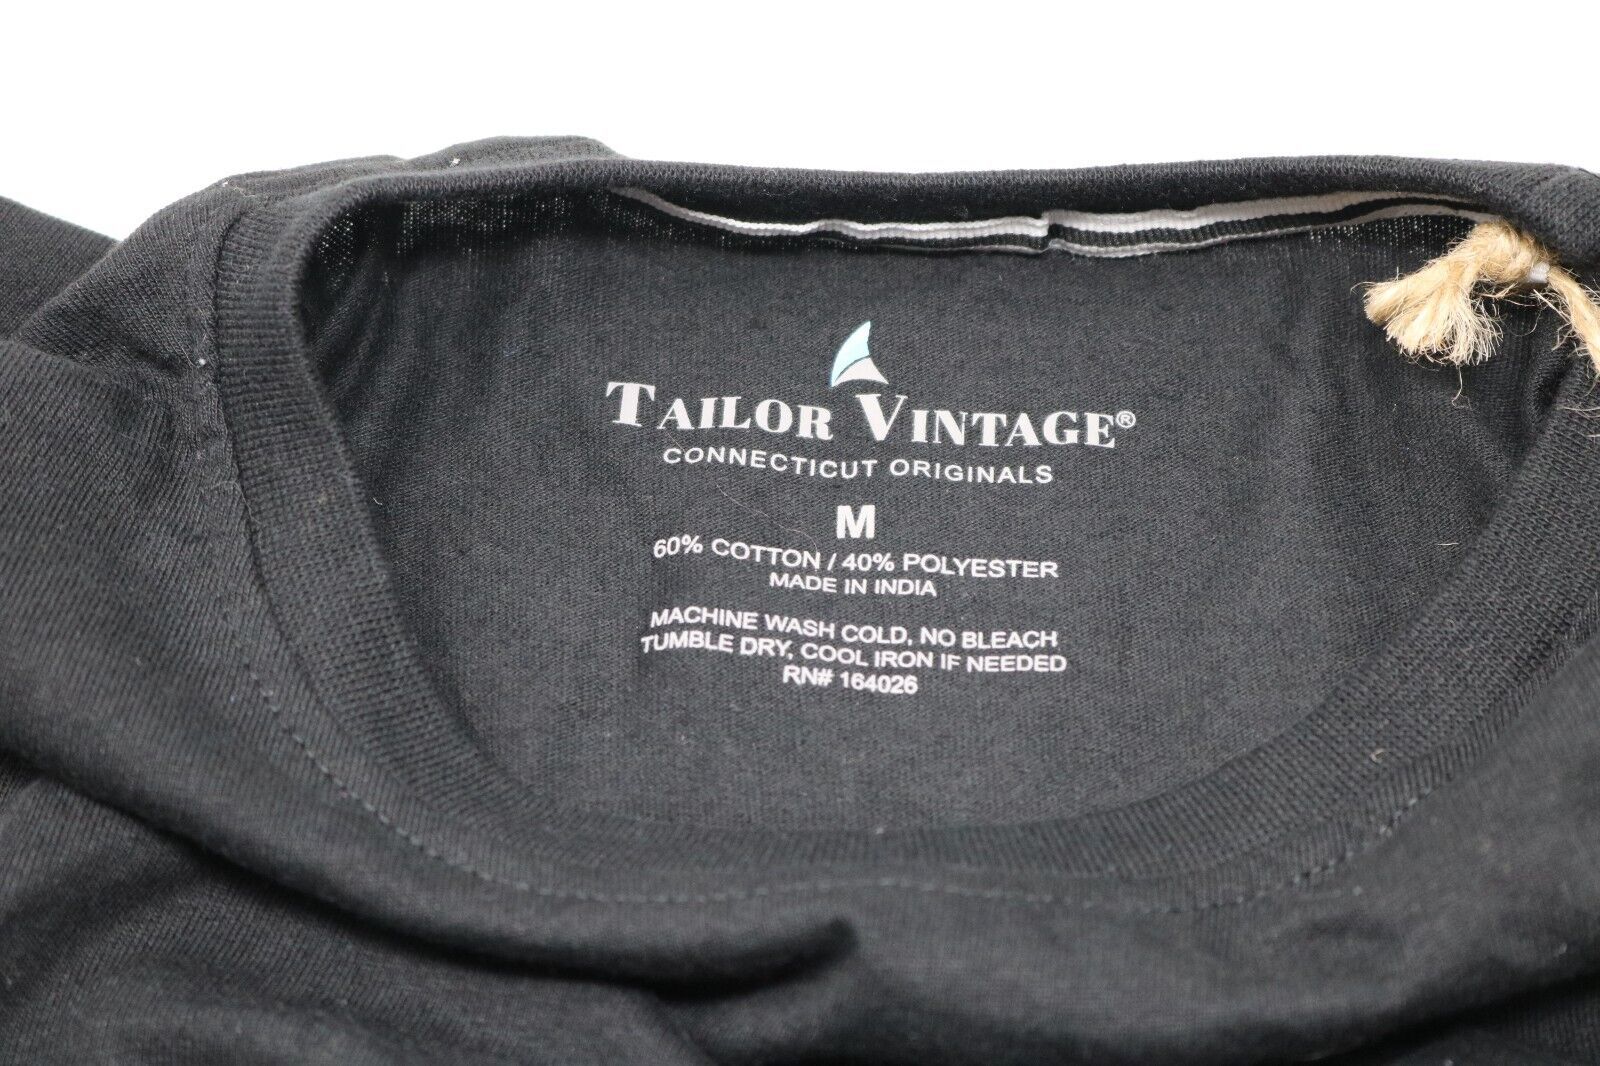 TAILOR VINTAGE®
CONNECTICUT ORIGINALS
M
60% COTTON / 40% POLYESTER
MADE IN INDIA
MACHINE WASH COLD, NO BLEACH
TUMBLE DRY, COOL IRON IF NEEDED
RN# 164026